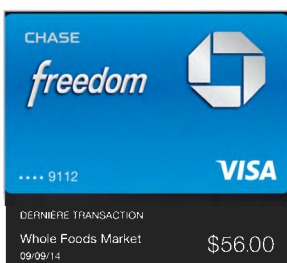 CHASE
freedom
•••• 9112
VISA
DERNIÈRE TRANSACTION
Whole Foods Market
$56.00
09/09/14